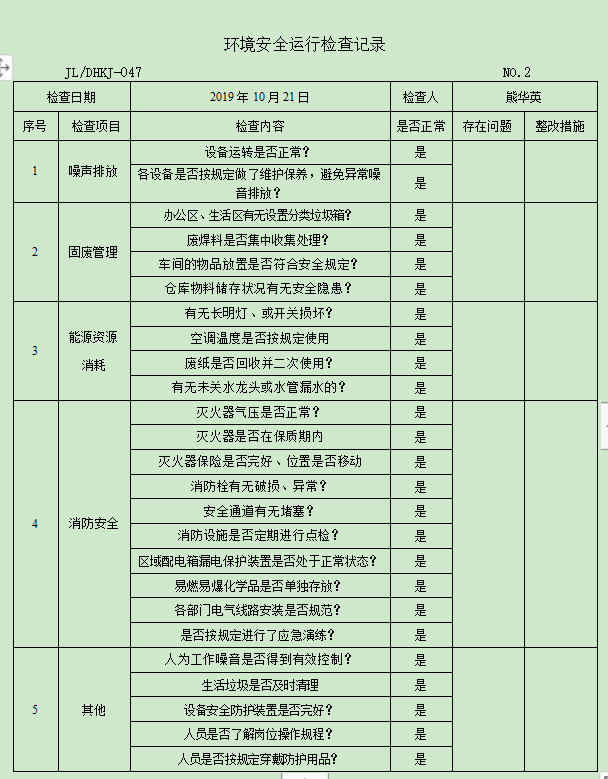 环境安全运行检查记录
JL/DHKJ-047 NO.2
检查日期 2019年10月21日 检查人 熊华英
序号 检查项目 检查内容 是否正常 存在问题 整改措施
1 噪声排放 设备运转是否正常? 是
各设备是否按规定做了维护保养，避免异常噪
音排放? 是
2 固废管理 办公区、生活区有无设置分类垃圾箱? 是
废焊料是否集中收集处理? 是
车间的物品放置是否符合安全规定? 是
仓库物料储存状况有无安全隐患? 是
3 能源资源
消耗 有无长明灯、或开关损坏? 是
空调温度是否按规定使用 是
废纸是否回收并二次使用? 是
有无未关水龙头或水管漏水的? 是
4 消防安全 灭火器气压是否正常? 是
灭火器是否在保质期内 是
灭火器保险是否完好、位置是否移动 是
消防栓有无破损、异常? 是
安全通道有无堵塞? 是
消防设施是否定期进行点检? 是
区域配电箱漏电保护装置是否处于正常状态? 是
易燃易爆化学品是否单独存放? 是
各部门电气线路安装是否规范? 是
是否按规定进行了应急演练? 是
5 其他 人为工作噪音是否得到有效控制? 是
生活垃圾是否及时清理 是
设备安全防护装置是否完好? 是
人员是否了解岗位操作规程? 是
人员是否按规定穿戴防护用品? 是